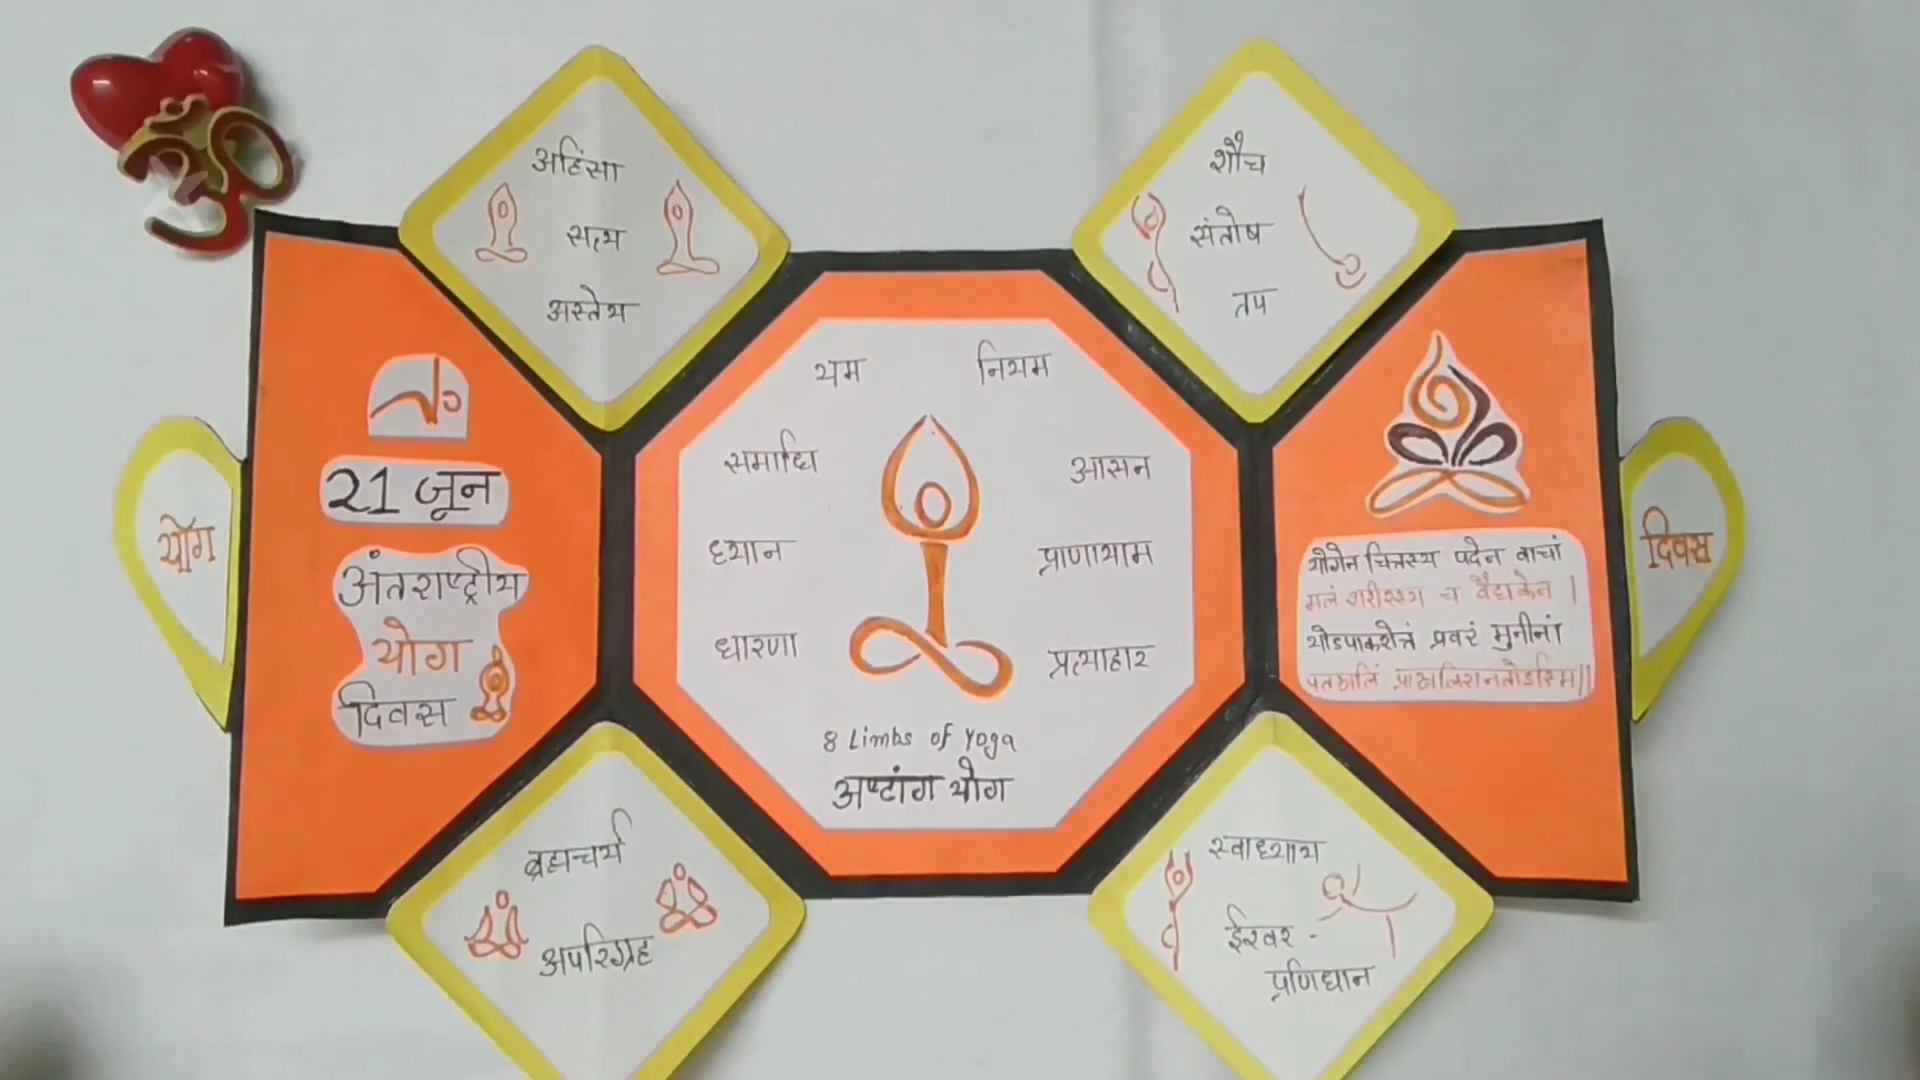 ॐ
अहिंसा
सत्य
अस्तेय
शौच
संतोष
तप
योग
21 जून
अंतराष्ट्रीय
योग
दिवस
यम
नियम
समाधि
आसन
ध्यान
प्राणायाम
धारणा
प्रत्याहार
8 Limbs of Yoga
अष्टांग योग
योगेन चित्तस्य पदेन वाचां
मलं शरीरस्य च वैद्यकेन |
योऽपाकरोत्तं प्रवरं मुनीनां
पतञ्जलिं प्राञ्जलिरानतोऽस्मि||
दिवस
ब्रह्मचर्य
अपरिग्रह
स्वाध्याय
ईश्वर -
प्रणिधान